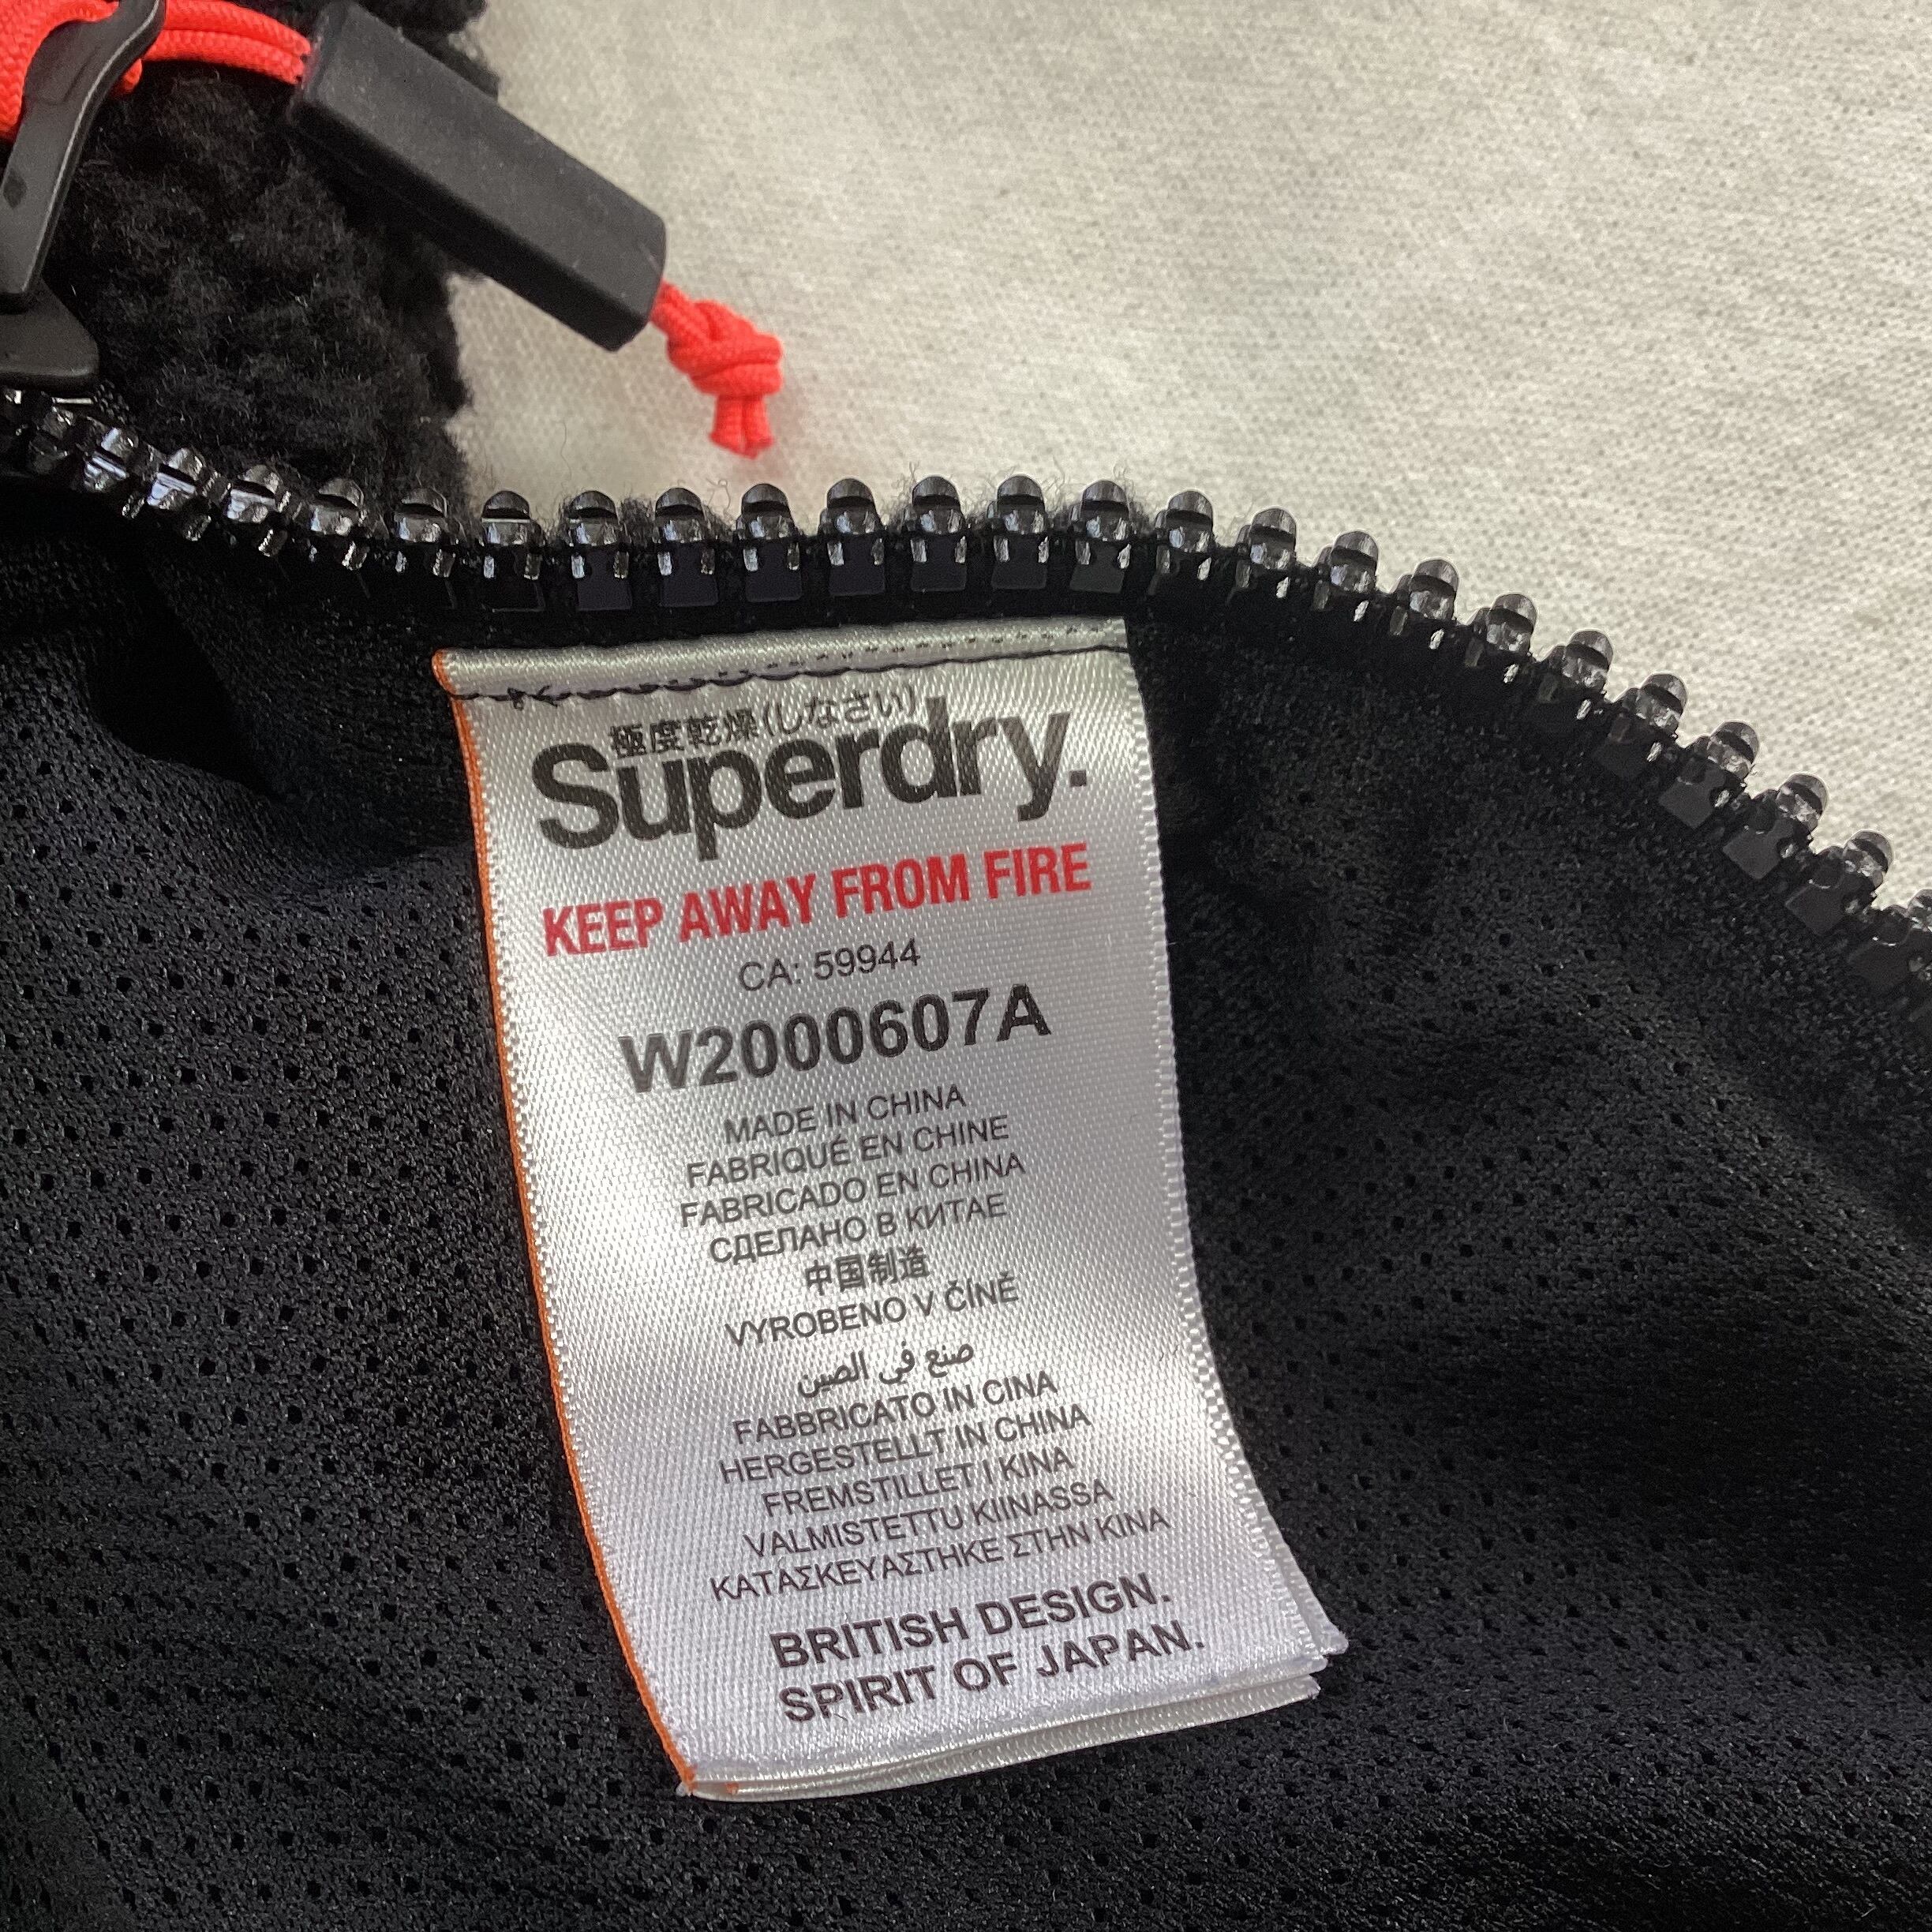 極度乾燥(しなさい)
Superdry.
KEEP AWAY FROM FIRE
CA: 59944
W2000607A
MADE IN CHINA
FABRIQUÉ EN CHINE
FABRICADO EN CHINA
СДЕЛАНО В КИТАЕ
中国制造
VYROBENO V ČÍNĚ
صنع في الصين
FABBRICATO IN CINA
HERGESTELLT IN CHINA
FREMSTILLET I KINA
VALMISTETTU KIINASSA
ΚΑΤΑΣΚΕΥΑΣΤΗΚΕ ΣΤΗΝ ΚΙΝΑ
BRITISH DESIGN.
SPIRIT OF JAPAN.